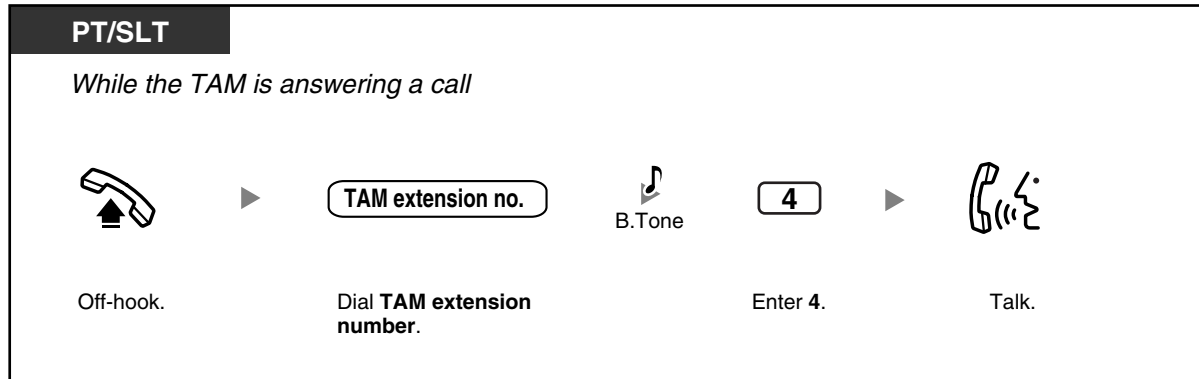 PT/SLT
While the TAM is answering a call
TAM extension no.
B.Tone
4
Off-hook.
Dial TAM extension
number.
Enter 4.
Talk.